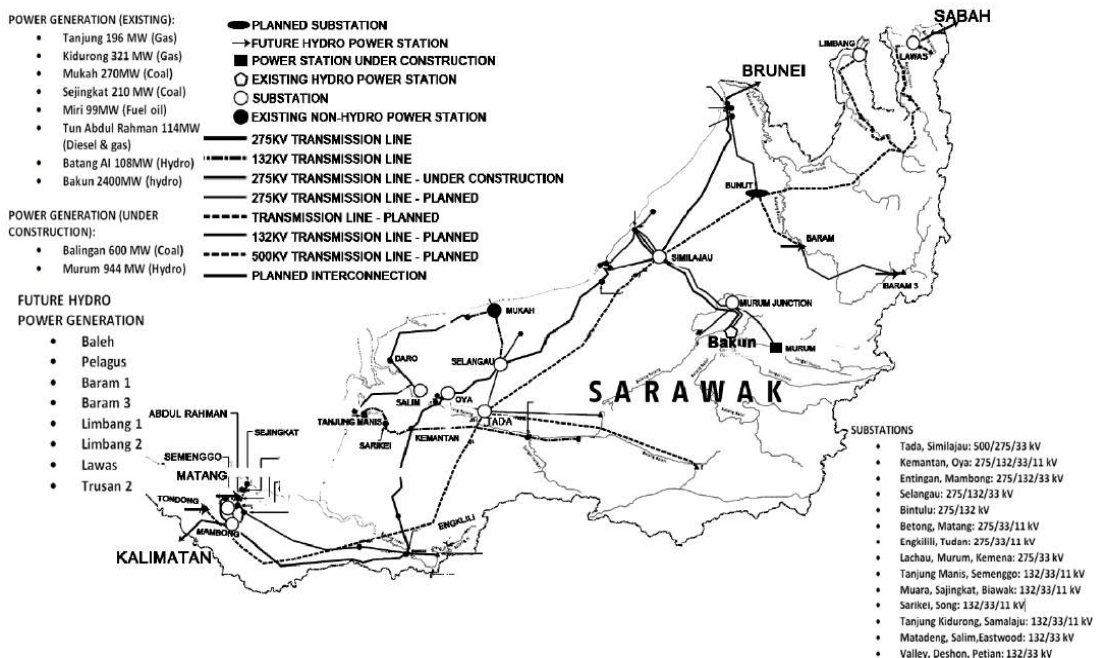 POWER GENERATION (EXISTING):
• Tanjung 196 MW (Gas)
• Kidurong 321 MW (Gas)
• Mukah 270MW (Coal)
• Sejingkat 210 MW (Coal)
• Miri 99MW (Fuel oil)
• Tun Abdul Rahman 114MW
(Diesel & gas)
• Batang AI 108MW (Hydro)
• Bakun 2400MW (hydro)
POWER GENERATION (UNDER
CONSTRUCTION):
• Balingan 600 MW (Coal)
• Murum 944 MW (Hydro)
FUTURE HYDRO
POWER GENERATION
• Baleh
• Pelagus
• Baram 1
• Baram 3
• Limbang 1
• Limbang 2
• Lawas
• Trusan 2
PLANNED SUBSTATION
FUTURE HYDRO POWER STATION
POWER STATION UNDER CONSTRUCTION
EXISTING HYDRO POWER STATION
SUBSTATION
EXISTING NON-HYDRO POWER STATION
275KV TRANSMISSION LINE
132KV TRANSMISSION LINE
275KV TRANSMISSION LINE - UNDER CONSTRUCTION
275KV TRANSMISSION LINE - PLANNED
TRANSMISSION LINE - PLANNED
132KV TRANSMISSION LINE - PLANNED
500KV TRANSMISSION LINE - PLANNED
PLANNED INTERCONNECTION
SABAH
LIMBANG
LAWAS
BRUNEI
BUNUT
BARAM
SIMILAJAU
BARAM 3
MURUM JUNCTION
Bakun
MURUM
MUKAH
DARO
SELANGAU
SARAWAK
SALIM
OYA
TADA
TANJUNG MANIS
SARIKEI
KEMANTAN
ABDUL RAHMAN
SEJINGKAT
SEMENGGO
MATANG
TONDONG
MAMBONG
ENGKLILI
KALIMATAN
SUBSTATIONS
• Tada, Similajau: 500/275/33 kV
• Kemantan, Oya: 275/132/33/11 kV
• Entingan, Mambong: 275/132/33 kV
• Selangau: 275/132/33 kV
• Bintulu: 275/132 kV
• Betong, Matang: 275/33/11 kV
• Engkilili, Tudan: 275/33/11 kV
• Lachau, Murum, Kemena: 275/33 kV
• Tanjung Manis, Semenggo: 132/33/11 kV
• Muara, Sajingkat, Biawak: 132/33/11 kV
• Sarikei, Song: 132/33/11 kV
• Tanjung Kidurong, Samalaju: 132/33/11 kV
• Matadeng, Salim,Eastwood: 132/33 kV
• Valley, Deshon, Petian: 132/33 kV